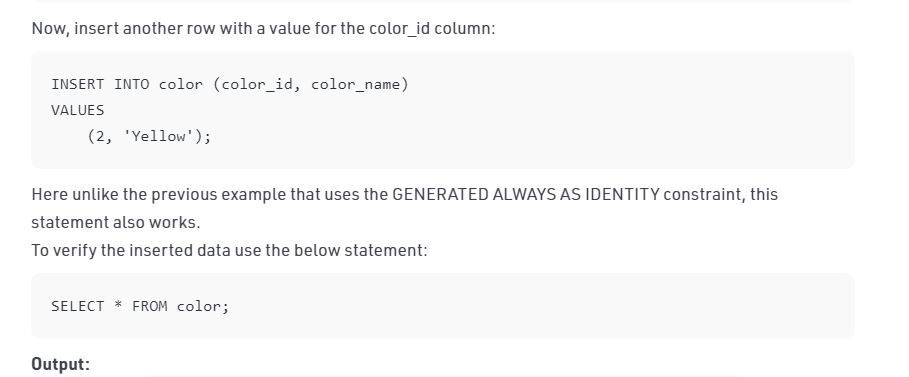 Now, insert another row with a value for the color_id column:
INSERT INTO color (color_id, color_name)
VALUES
(2, 'Yellow');
Here unlike the previous example that uses the GENERATED ALWAYS AS IDENTITY constraint, this
statement also works.
To verify the inserted data use the below statement:
SELECT * FROM color;
Output: